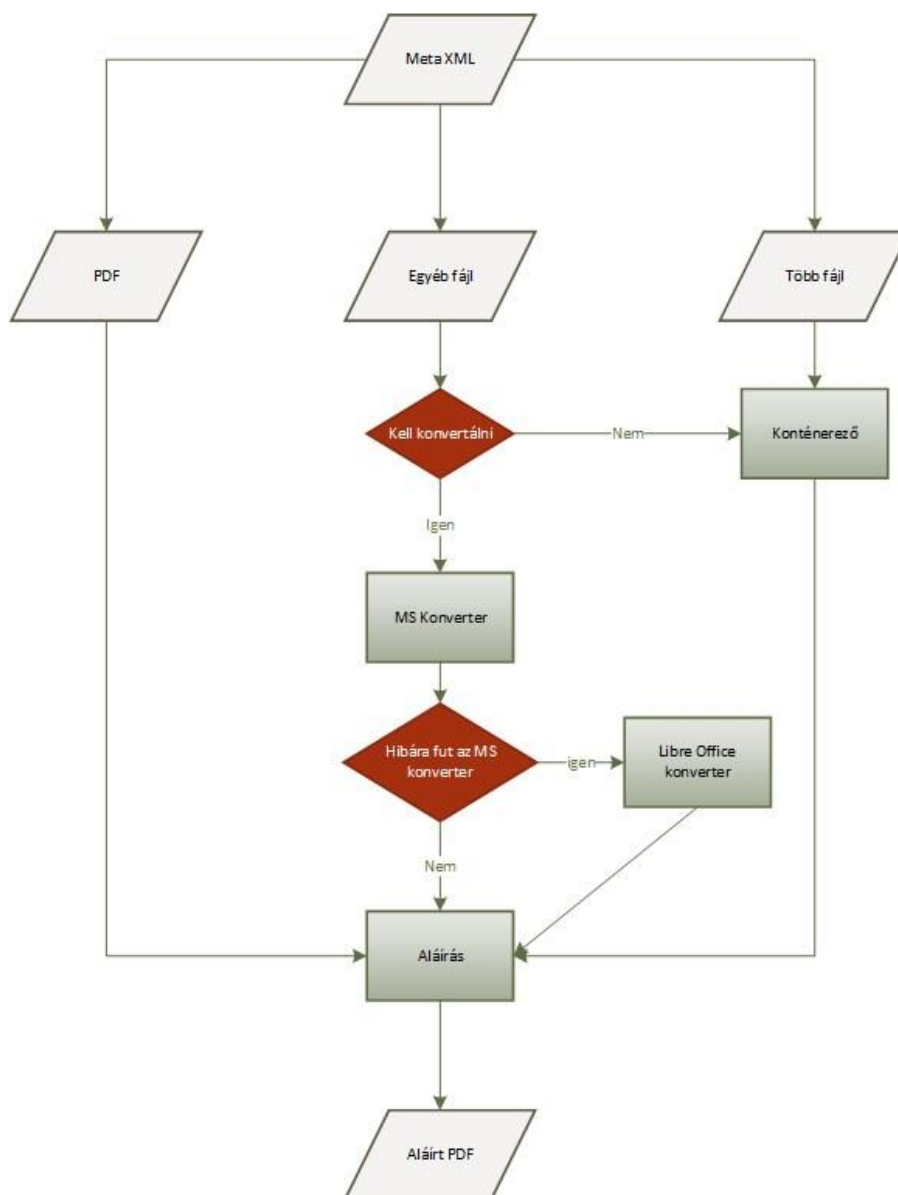 Meta XML
PDF
Egyéb fájl
Több fájl
Kell konvertálni
Nem
Konténerező
Igen
MS Konverter
Hibára fut az MS
konverter
igen
Libre Office
konverter
Nem
Aláírás
Aláírt PDF